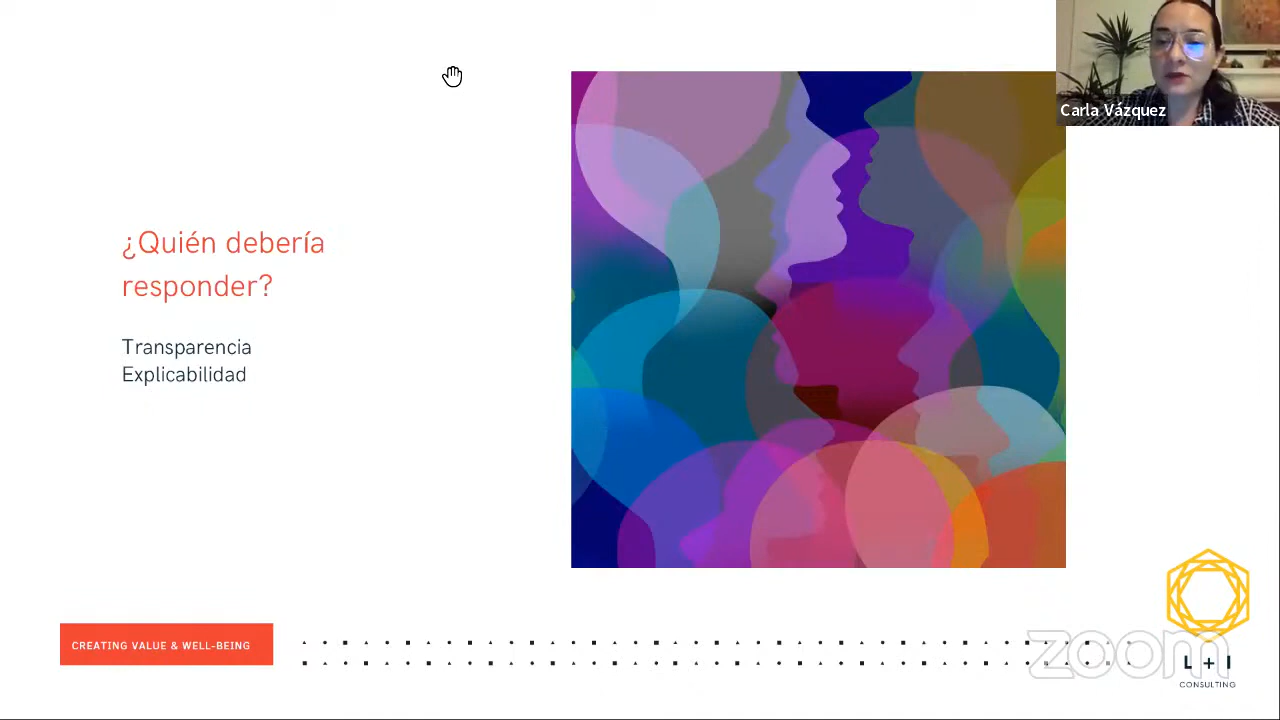 Carla Vázquez
¿Quién debería
responder?
Transparencia
Explicabilidad
CREATING VALUE & WELL-BEING
zoom
L + I
CONSULTING